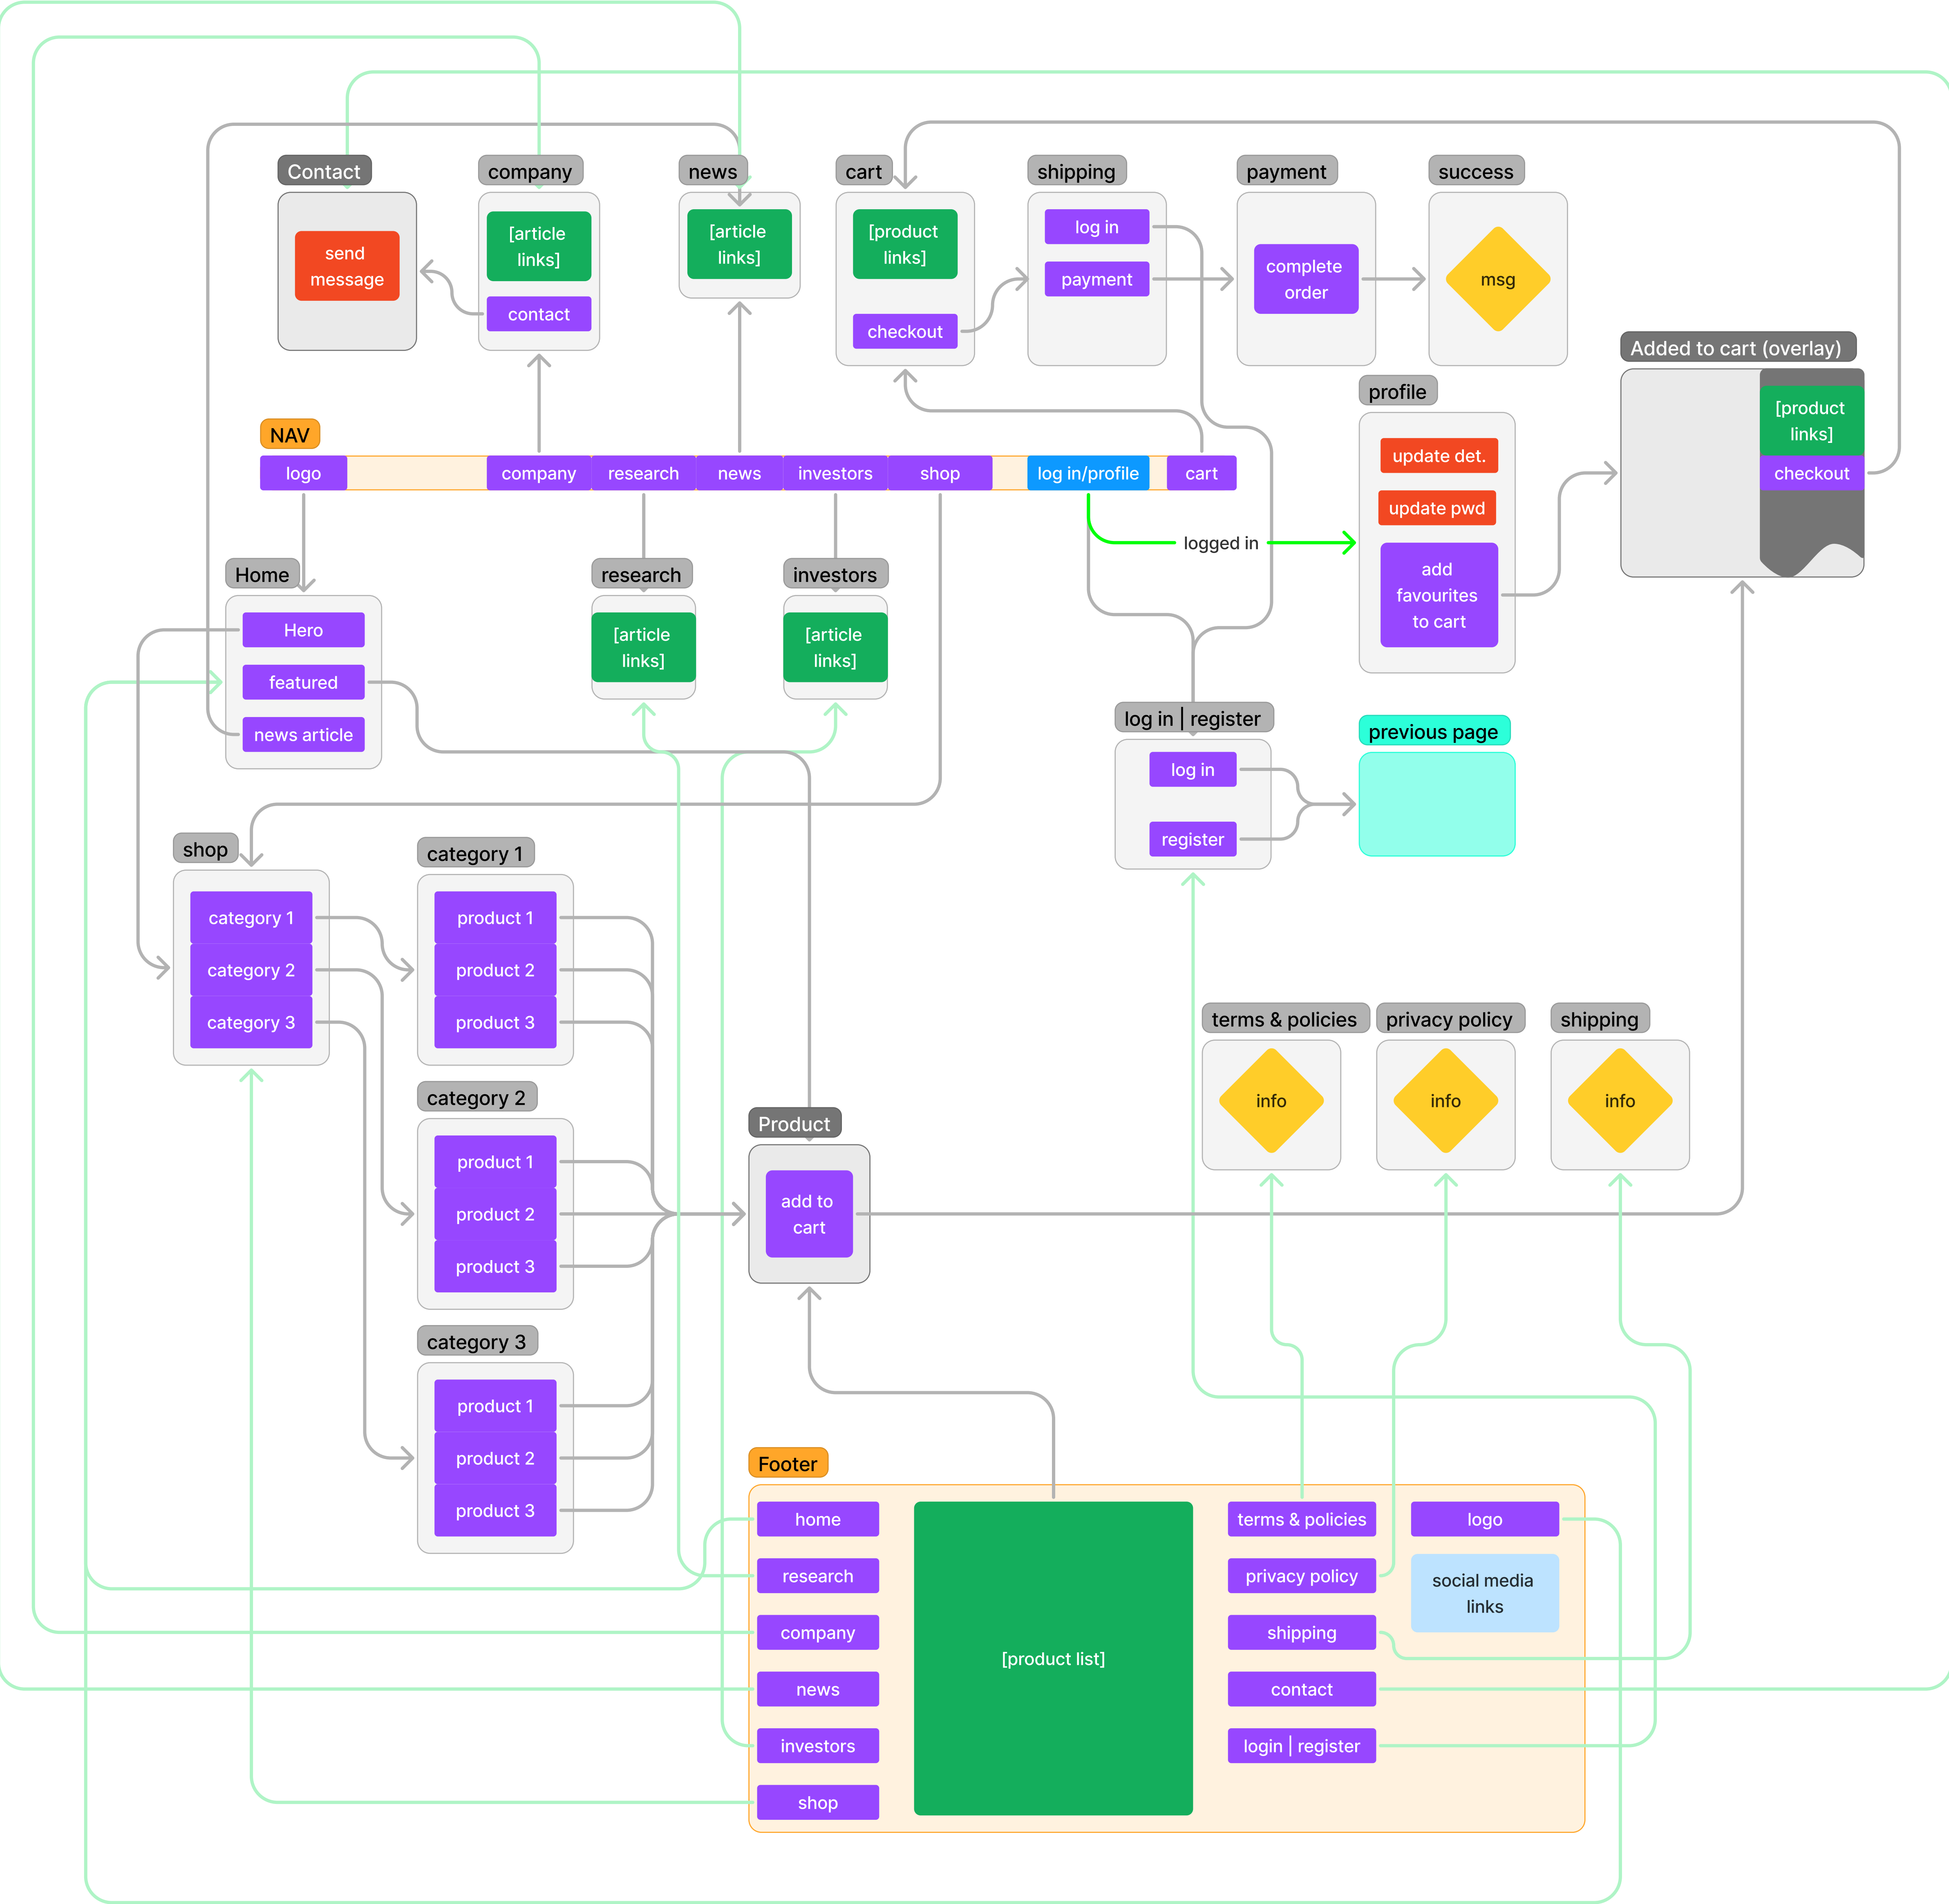 Contact
send
message
company
[article
links]
contact
news
[article
links]
cart
[product
links]
checkout
shipping
log in
payment
payment
complete
order
success
msg
Added to cart (overlay)
[product
links]
checkout
profile
update det.
update pwd
add
favourites
to cart
NAV
logo
company
research
news
investors
shop
log in/profile
cart
logged in
Home
Hero
featured
news article
research
[article
links]
investors
[article
links]
log in | register
log in
register
previous page
shop
category 1
category 2
category 3
category 1
product 1
product 2
product 3
category 2
product 1
product 2
product 3
category 3
product 1
product 2
product 3
Product
add to
cart
terms & policies
info
privacy policy
info
shipping
info
Footer
home
research
company
news
investors
shop
[product list]
terms & policies
privacy policy
shipping
contact
login | register
logo
social media
links